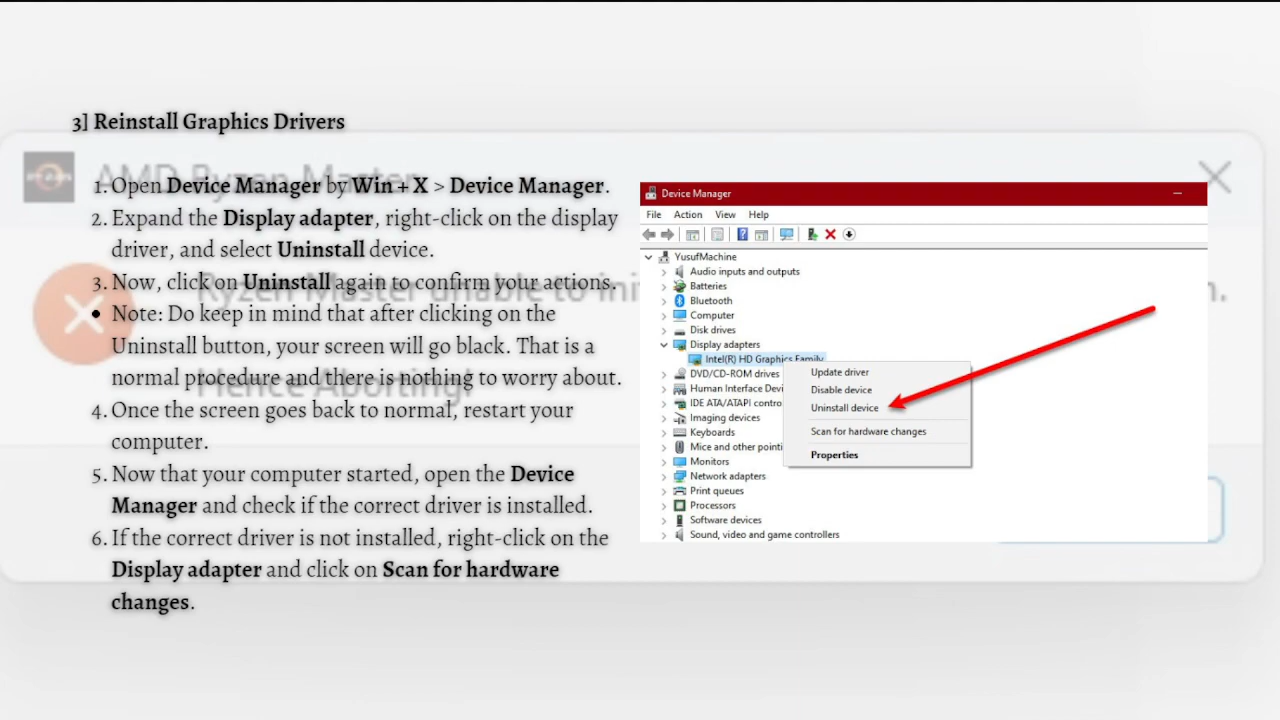 3] Reinstall Graphics Drivers
AMD Ryzen Master
1. Open Device Manager by Win + X > Device Manager.
2. Expand the Display adapter, right-click on the display
driver, and select Uninstall device.
3. Now, click on Uninstall again to confirm your actions.
Ryzen Master unable to ini
n.
• Note: Do keep in mind that after clicking on the
Uninstall button, your screen will go black. That is a
normal procedure and there is nothing to worry about.
Hence Aborting!
4. Once the screen goes back to normal, restart your
computer.
5. Now that your computer started, open the Device
Manager and check if the correct driver is installed.
6. If the correct driver is not installed, right-click on the
Display adapter and click on Scan for hardware
changes.
Device Manager
File Action View Help
YusufMachine
Audio inputs and outputs
Batteries
Bluetooth
Computer
Disk drives
Display adapters
Intel(R) HD Graphics Family
DVD/CD-ROM drives
Human Interface Devi
IDE ATA/ATAPI contro
Imaging devices
Keyboards
Mice and other pointi
Monitors
Network adapters
Print queues
Processors
Software devices
Sound, video and game controllers
Update driver
Disable device
Uninstall device
Scan for hardware changes
Properties